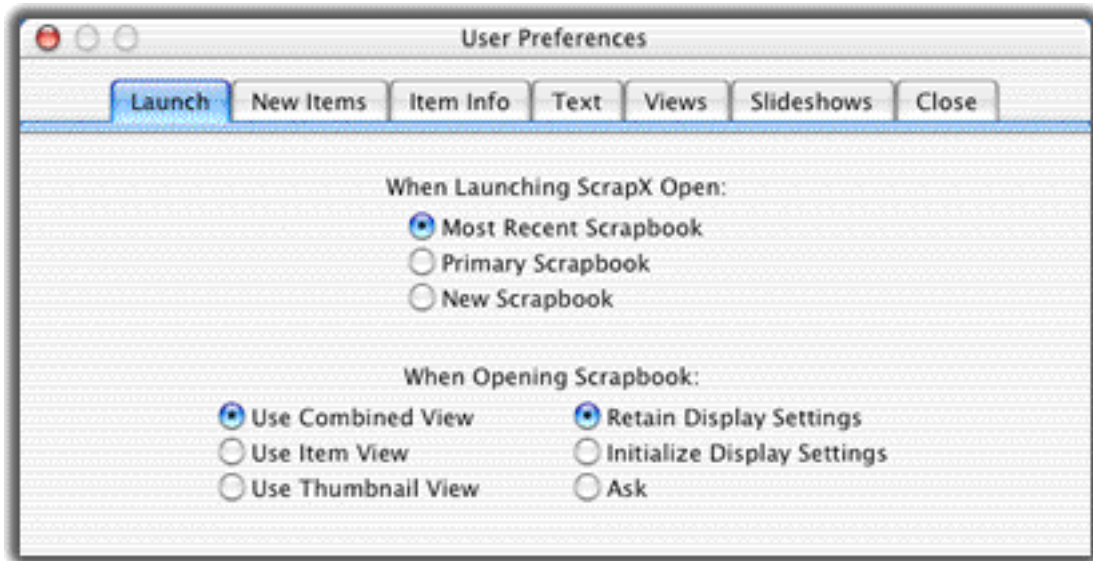 User Preferences
Launch New Items Item Info Text Views Slideshows Close
When Launching ScrapX Open:
Most Recent Scrapbook
Primary Scrapbook
New Scrapbook
When Opening Scrapbook:
Use Combined View Retain Display Settings
Use Item View Initialize Display Settings
Use Thumbnail View Ask